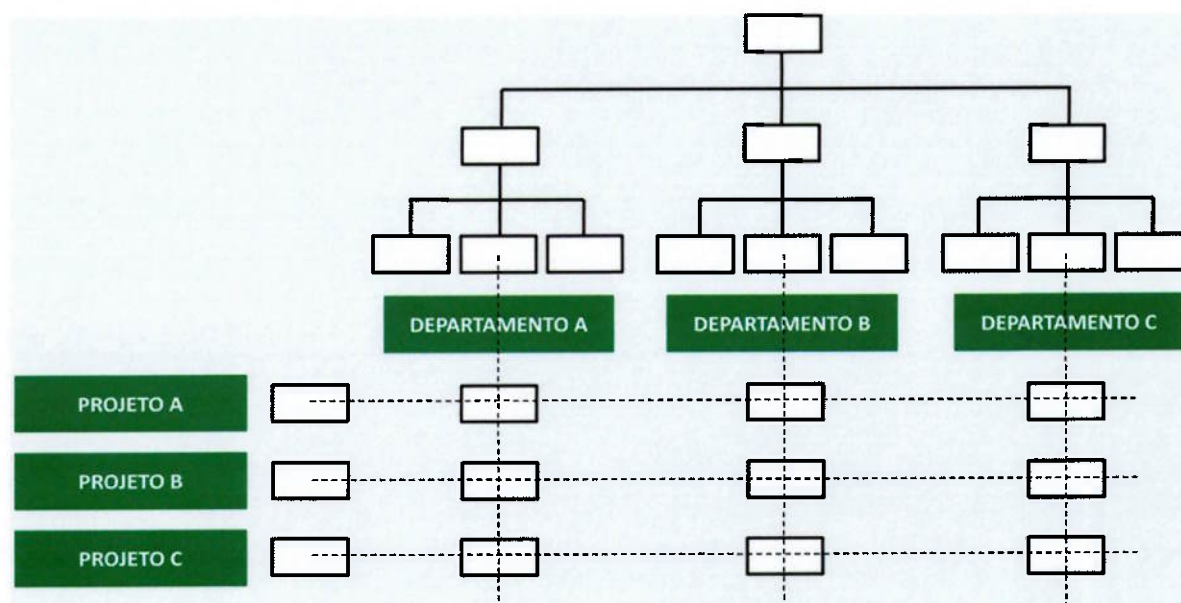 DEPARTAMENTO A
DEPARTAMENTO B
DEPARTAMENTO C
PROJETO A
PROJETO B
PROJETO C